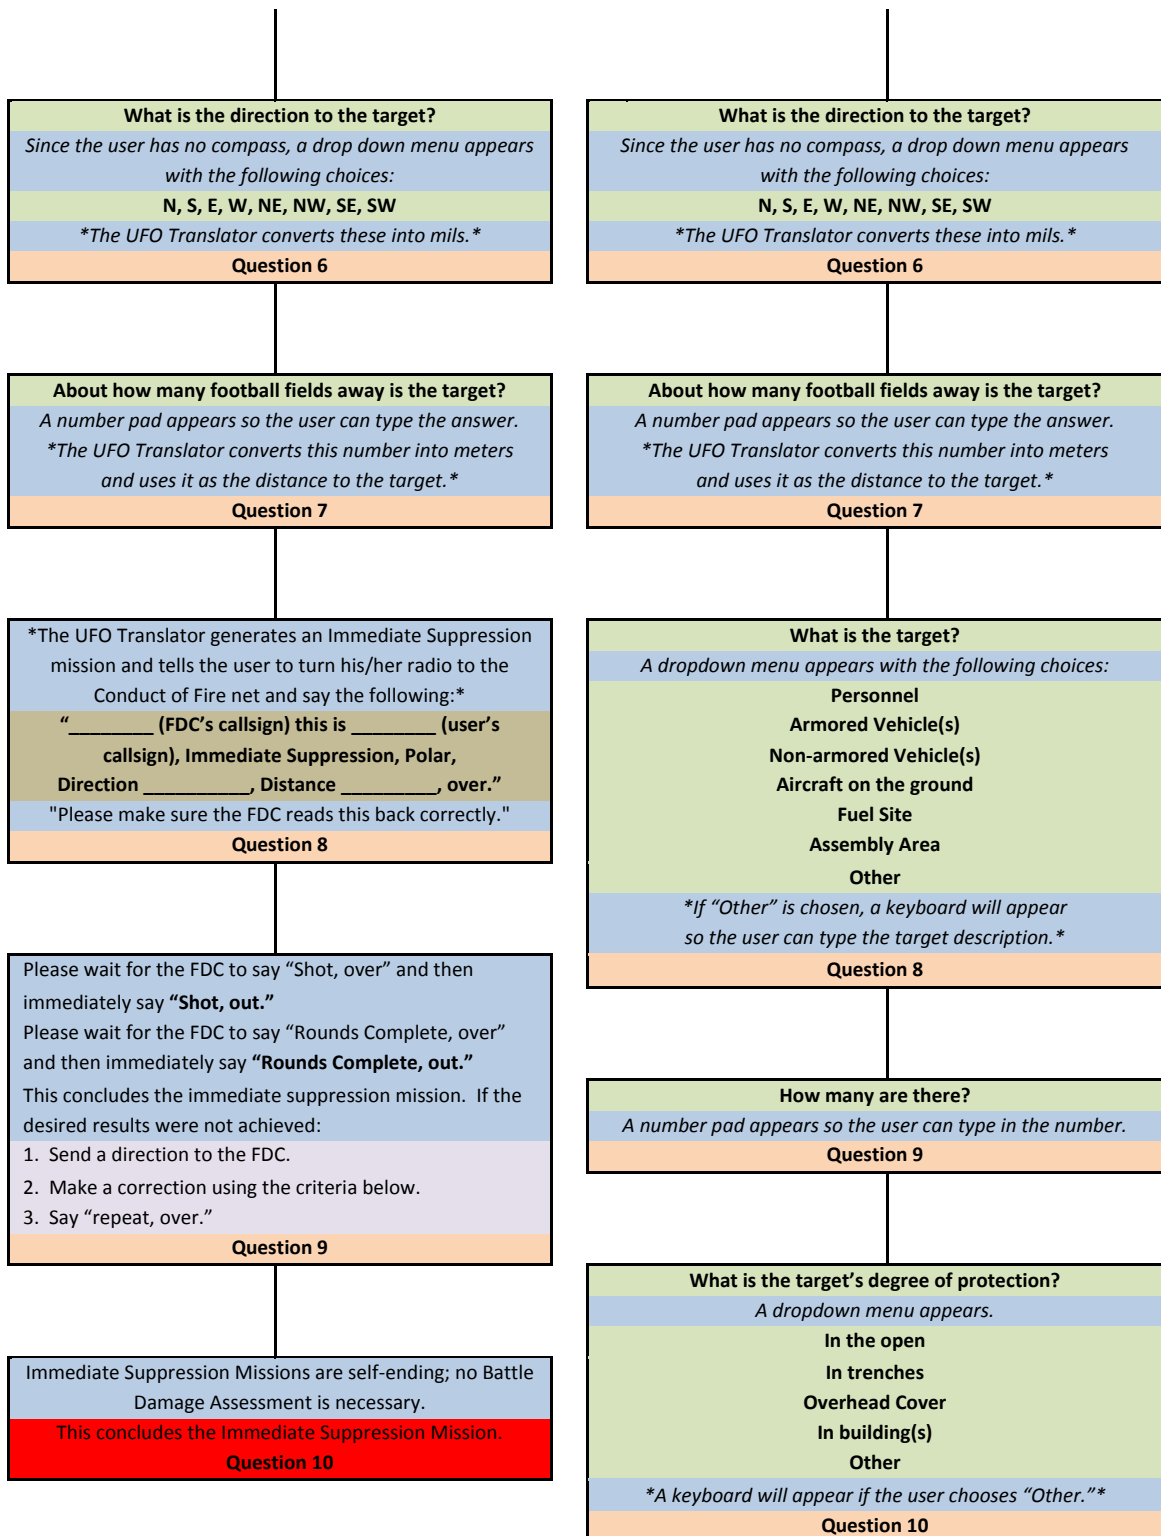 What is the direction to the target?
Since the user has no compass, a drop down menu appears
with the following choices:
N, S, E, W, NE, NW, SE, SW
*The UFO Translator converts these into mils.*
Question 6
About how many football fields away is the target?
A number pad appears so the user can type the answer.
*The UFO Translator converts this number into meters
and uses it as the distance to the target.*
Question 7
*The UFO Translator generates an Immediate Suppression
mission and tells the user to turn his/her radio to the
Conduct of Fire net and say the following:*
“________ (FDC’s callsign) this is ________ (user’s
callsign), Immediate Suppression, Polar,
Direction __________, Distance _________, over.”
"Please make sure the FDC reads this back correctly."
Question 8
Please wait for the FDC to say “Shot, over” and then
immediately say “Shot, out.”
Please wait for the FDC to say “Rounds Complete, over”
and then immediately say “Rounds Complete, out.”
This concludes the immediate suppression mission.  If the
desired results were not achieved:
1.  Send a direction to the FDC.
2.  Make a correction using the criteria below.
3.  Say “repeat, over.”
Question 9
Immediate Suppression Missions are self-ending; no Battle
Damage Assessment is necessary.
This concludes the Immediate Suppression Mission.
Question 10
What is the direction to the target?
Since the user has no compass, a drop down menu appears
with the following choices:
N, S, E, W, NE, NW, SE, SW
*The UFO Translator converts these into mils.*
Question 6
About how many football fields away is the target?
A number pad appears so the user can type the answer.
*The UFO Translator converts this number into meters
and uses it as the distance to the target.*
Question 7
What is the target?
A dropdown menu appears with the following choices:
Personnel
Armored Vehicle(s)
Non-armored Vehicle(s)
Aircraft on the ground
Fuel Site
Assembly Area
Other
*If “Other” is chosen, a keyboard will appear
so the user can type the target description.*
Question 8
How many are there?
A number pad appears so the user can type in the number.
Question 9
What is the target’s degree of protection?
A dropdown menu appears.
In the open
In trenches
Overhead Cover
In building(s)
Other
*A keyboard will appear if the user chooses “Other.”*
Question 10